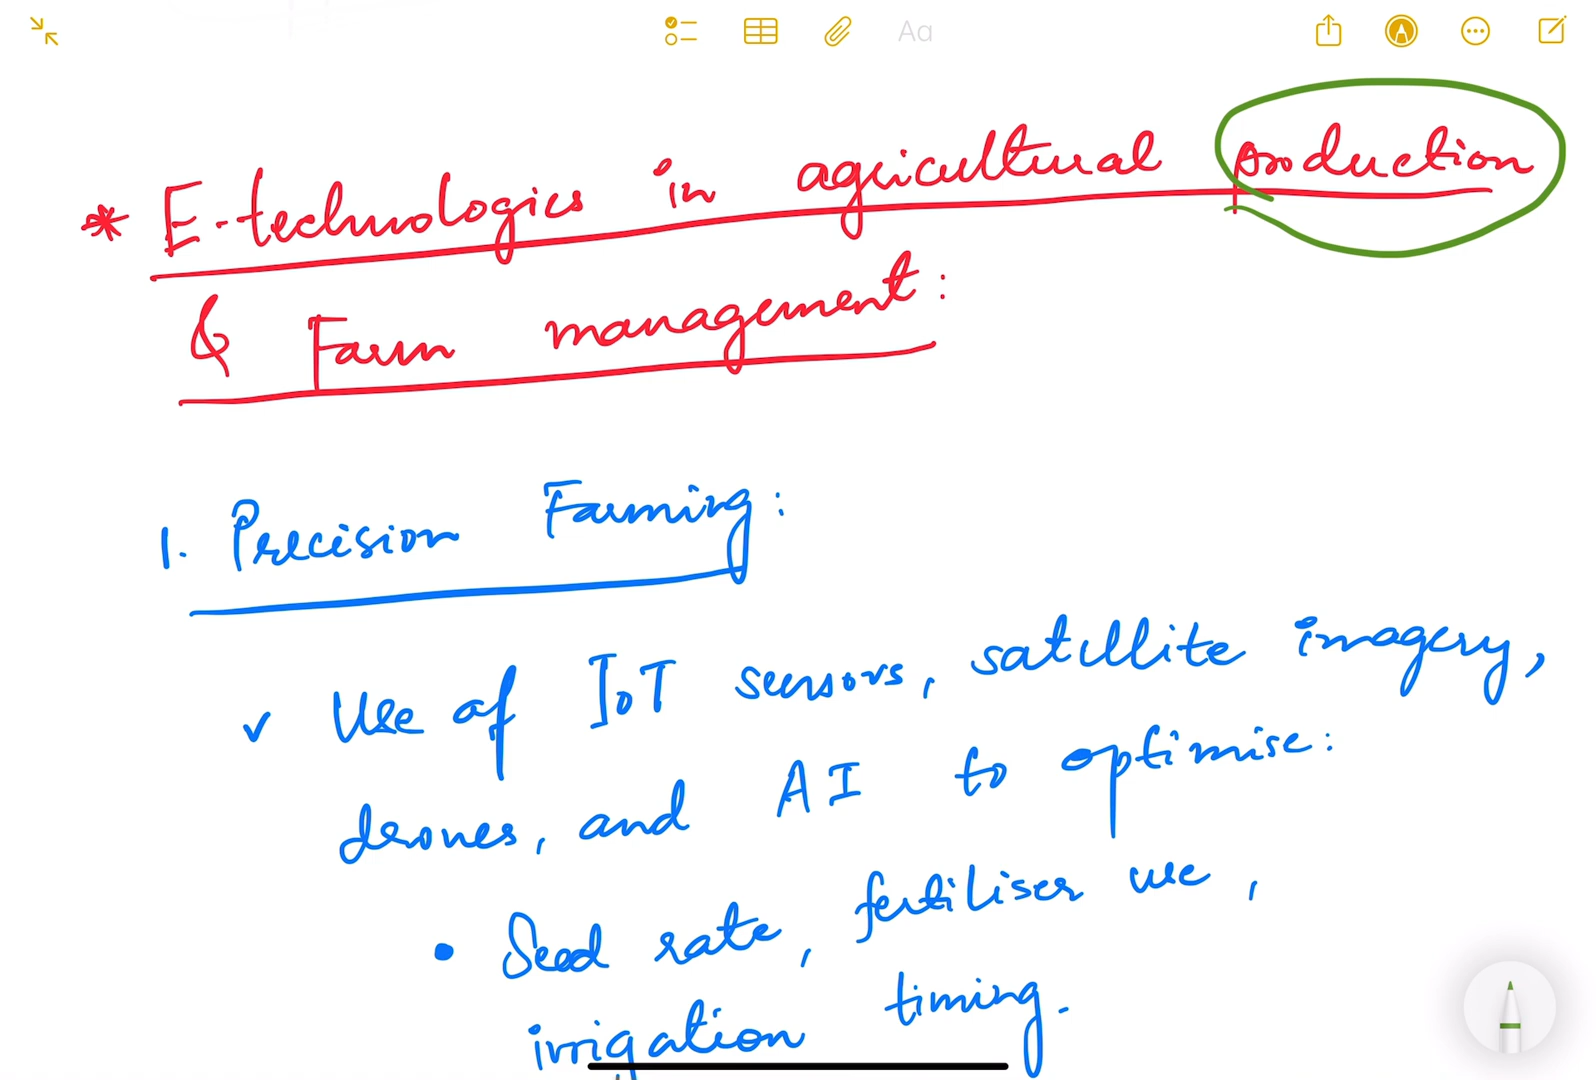 Aa
* E-technologies in agricultural production
& Farm management:
1. Precision Farming:
✓ Use of IoT sensors, satellite imagery,
drones, and AI to optimise:
• Seed rate, fertiliser use,
irrigation timing.